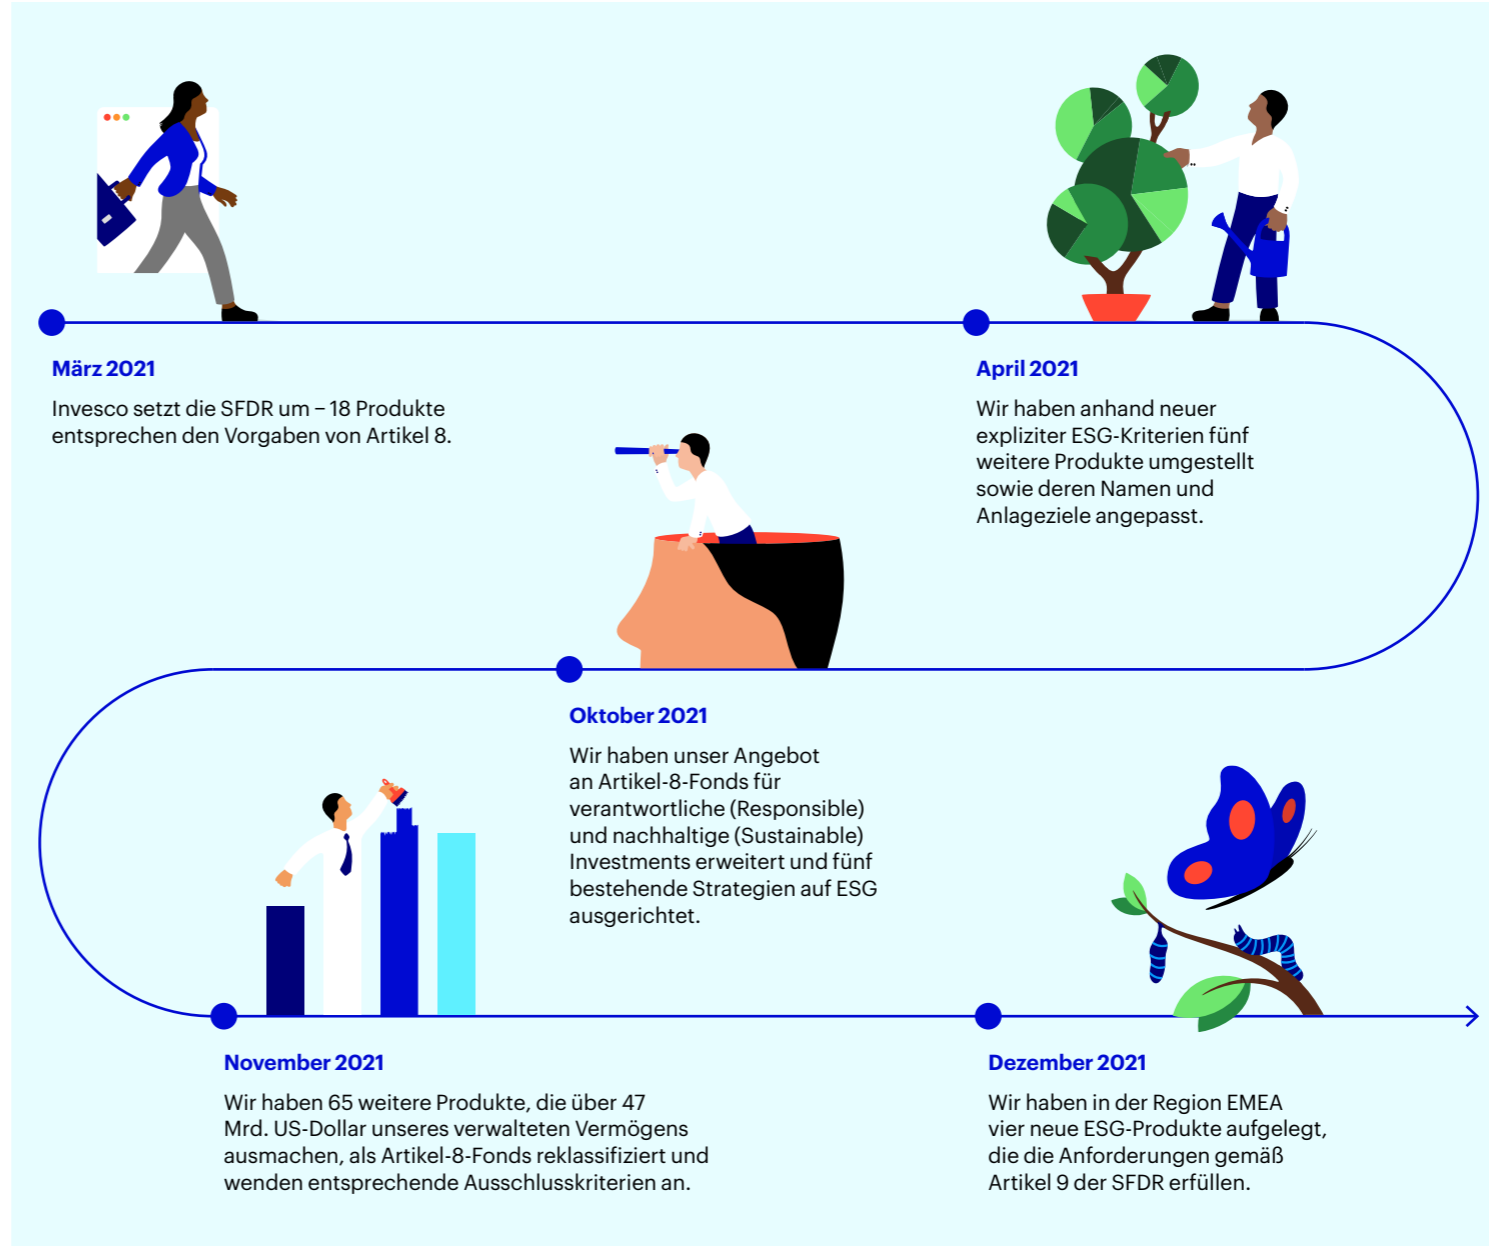 März 2021
Invesco setzt die SFDR um – 18 Produkte
entsprechen den Vorgaben von Artikel 8.
April 2021
Wir haben anhand neuer
expliziter ESG-Kriterien fünf
weitere Produkte umgestellt
sowie deren Namen und
Anlageziele angepasst.
Oktober 2021
Wir haben unser Angebot
an Artikel-8-Fonds für
verantwortliche (Responsible)
und nachhaltige (Sustainable)
Investments erweitert und fünf
bestehende Strategien auf ESG
ausgerichtet.
November 2021
Wir haben 65 weitere Produkte, die über 47
Mrd. US-Dollar unseres verwalteten Vermögens
ausmachen, als Artikel-8-Fonds reklassifiziert und
wenden entsprechende Ausschlusskriterien an.
Dezember 2021
Wir haben in der Region EMEA
vier neue ESG-Produkte aufgelegt,
die die Anforderungen gemäß
Artikel 9 der SFDR erfüllen.